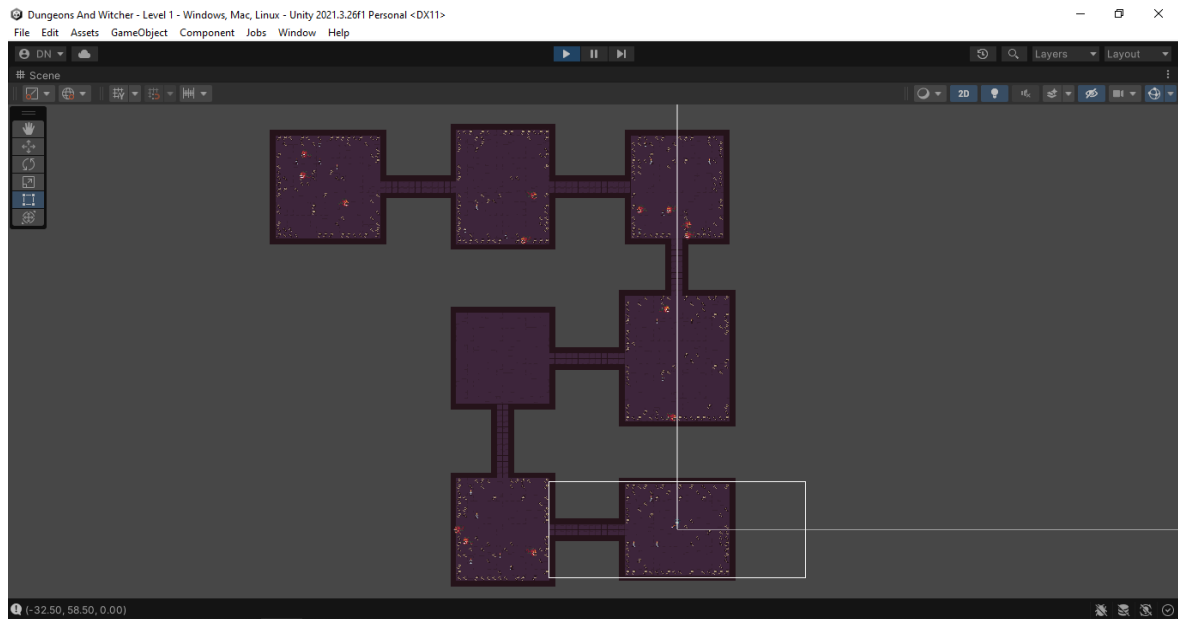 Dungeons And Witcher - Level 1 - Windows, Mac, Linux - Unity 2021.3.26f1 Personal <DX11>
File Edit Assets GameObject Component Jobs Window Help
DN Layers Layout
Scene
2D
(-32.50, 58.50, 0.00)